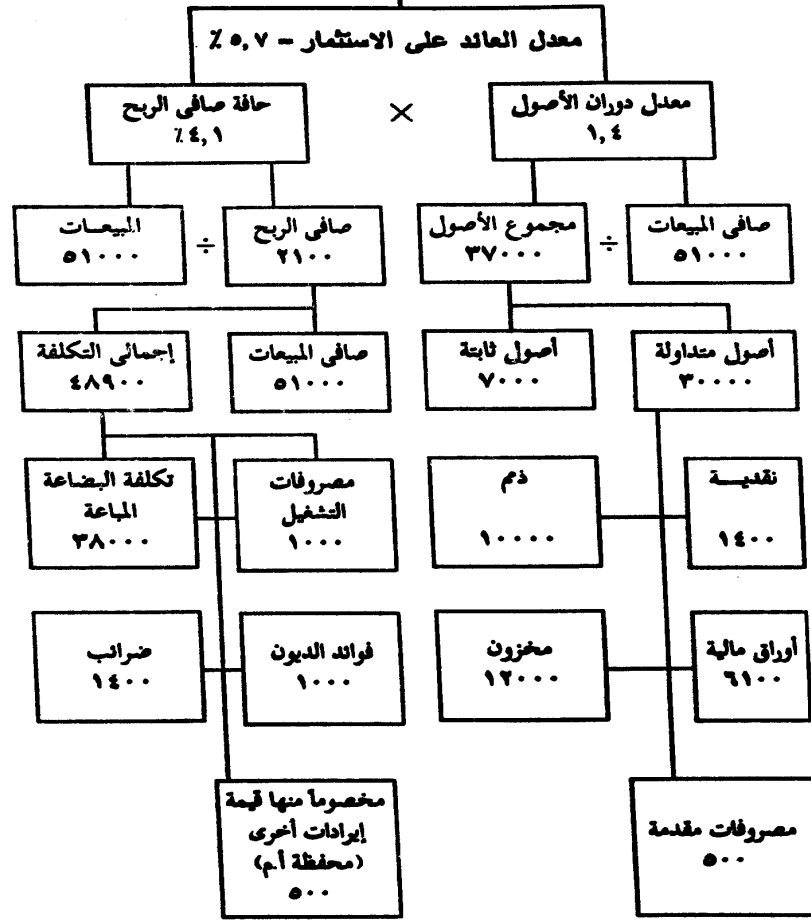 معدل العائد على الاستثمار – ٥,٧ ٪
معدل دوران الأصول
١,٤
×
حافة صافى الربح
٤,١ ٪
صافى المبيعات
٥١٠٠٠
÷
مجموع الأصول
٣٧٠٠٠
صافى الربح
٢١٠٠
÷
المبيعـــات
٥١٠٠٠
أصول متداولة
٣٠٠٠٠
أصول ثابتة
٧٠٠٠
صافى المبيعات
٥١٠٠٠
إجمالى التكلفة
٤٨٩٠٠
نقديـــة
١٤٠٠
ذمم
١٠٠٠٠
مصروفات
التشغيل
١٠٠٠
تكلفة البضاعة
المباعة
٣٨٠٠٠
أوراق مالية
٦١٠٠
مخزون
١٢٠٠٠
فوائد الديون
١٠٠٠
ضرائب
١٤٠٠
مصروفات مقدمة
٥٠٠
مخصوماً منها قيمة
إيرادات أخرى
(محفظة أ.م)
٥٠٠